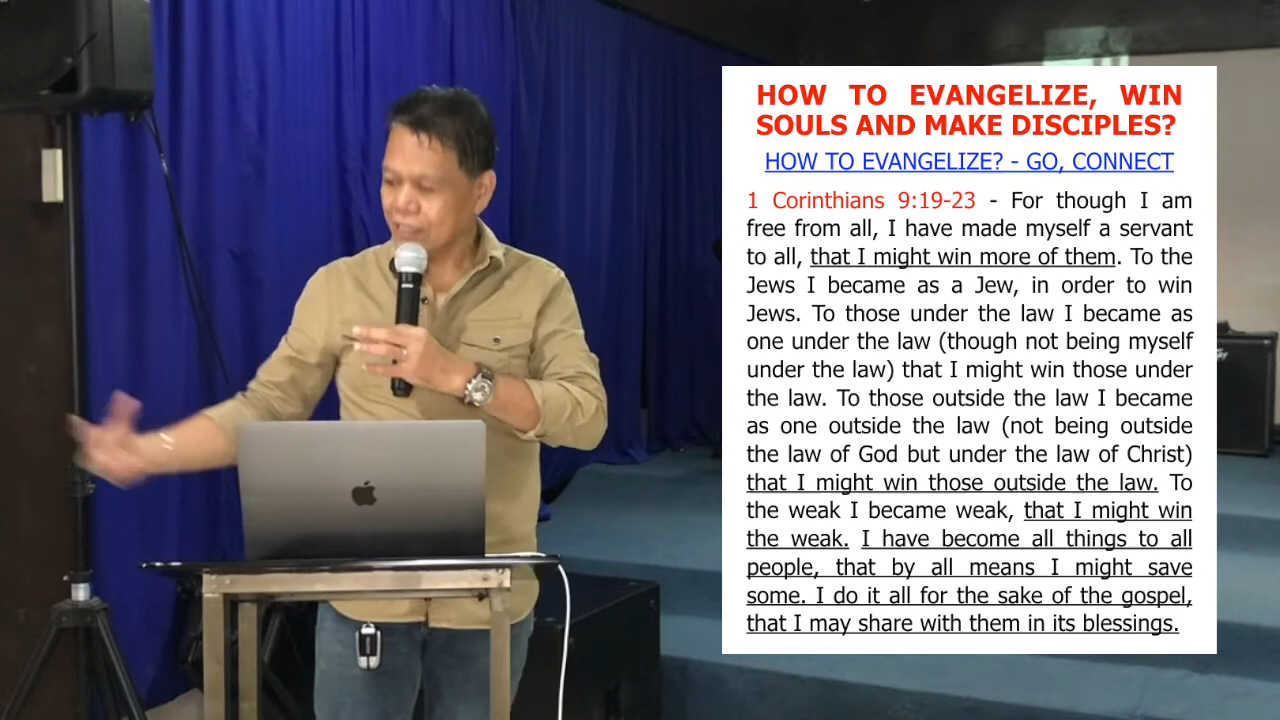 HOW TO EVANGELIZE, WIN
SOULS AND MAKE DISCIPLES?
HOW TO EVANGELIZE? - GO, CONNECT
1 Corinthians 9:19-23 - For though I am
free from all, I have made myself a servant
to all, that I might win more of them. To the
Jews I became as a Jew, in order to win
Jews. To those under the law I became as
one under the law (though not being myself
under the law) that I might win those under
the law. To those outside the law I became
as one outside the law (not being outside
the law of God but under the law of Christ)
that I might win those outside the law. To
the weak I became weak, that I might win
the weak. I have become all things to all
people, that by all means I might save
some. I do it all for the sake of the gospel,
that I may share with them in its blessings.